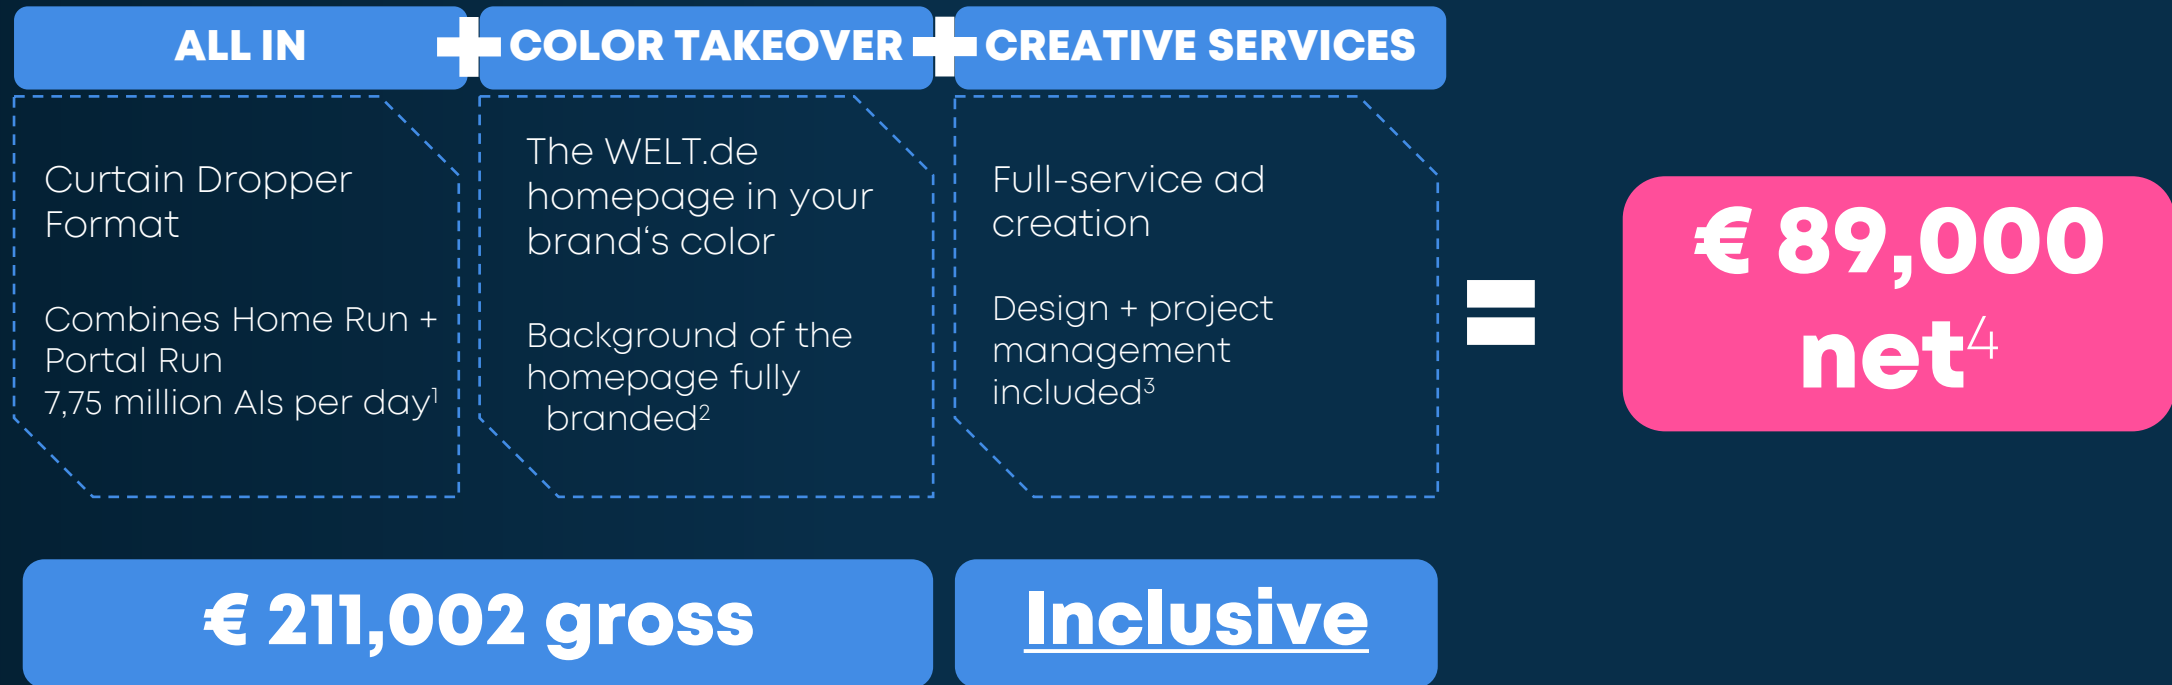 ALL IN + COLOR TAKEOVER + CREATIVE SERVICES
Curtain Dropper
Format
Combines Home Run +
Portal Run
7,75 million AIs per day¹
The WELT.de
homepage in your
brand‘s color
Background of the
homepage fully
branded²
Full-service ad
creation
Design + project
management
included³
=
€ 89,000
net⁴
€ 211,002 gross
Inclusive